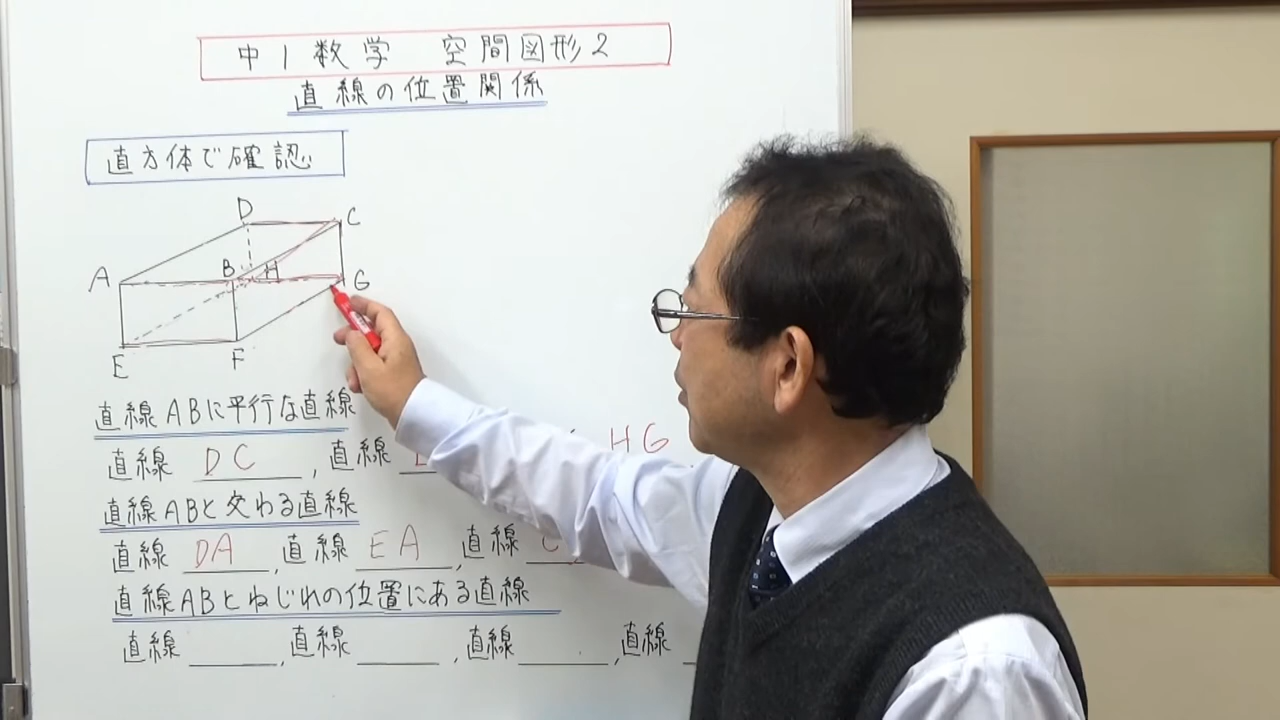 中1数学 空間図形2
直線の位置関係
直方体で確認
D C
A B H G
E F
直線ABに平行な直線
直線 DC , 直線 HG
直線ABと交わる直線
直線 DA , 直線 EA , 直線 C
直線ABとねじれの位置にある直線
直線 , 直線 , 直線 , 直線